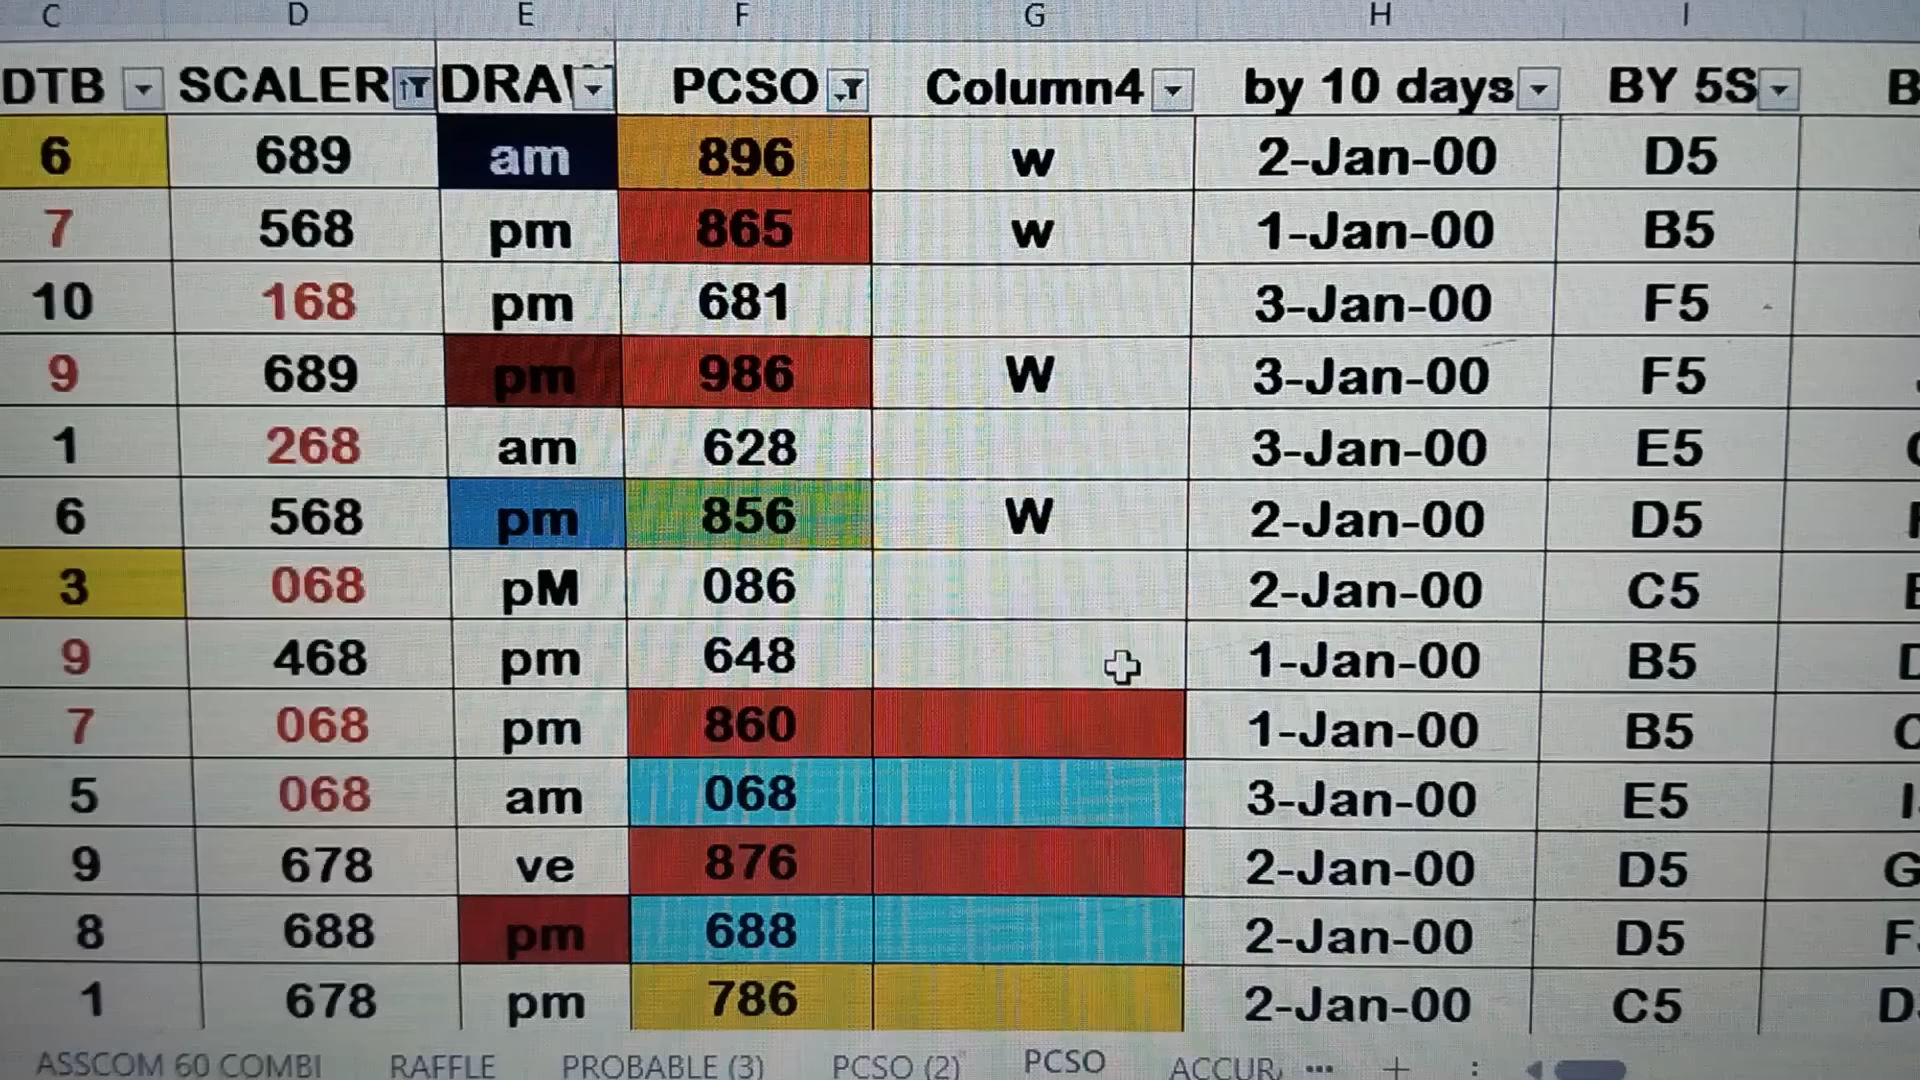 C D E F G H I
DTB SCALER DRA PCSO Column4 by 10 days BY 5S B
6 689 am 896 w 2-Jan-00 D5
7 568 pm 865 w 1-Jan-00 B5
10 168 pm 681 3-Jan-00 F5
9 689 pm 986 W 3-Jan-00 F5
1 268 am 628 3-Jan-00 E5
6 568 pm 856 W 2-Jan-00 D5
3 068 pM 086 2-Jan-00 C5
9 468 pm 648 1-Jan-00 B5
7 068 pm 860 1-Jan-00 B5
5 068 am 068 3-Jan-00 E5
9 678 ve 876 2-Jan-00 D5 G
8 688 pm 688 2-Jan-00 D5 F
1 678 pm 786 2-Jan-00 C5 D
ASSCOM 60 COMBI RAFFLE PROBABLE (3) PCSO (2) PCSO ACCUR ... + :